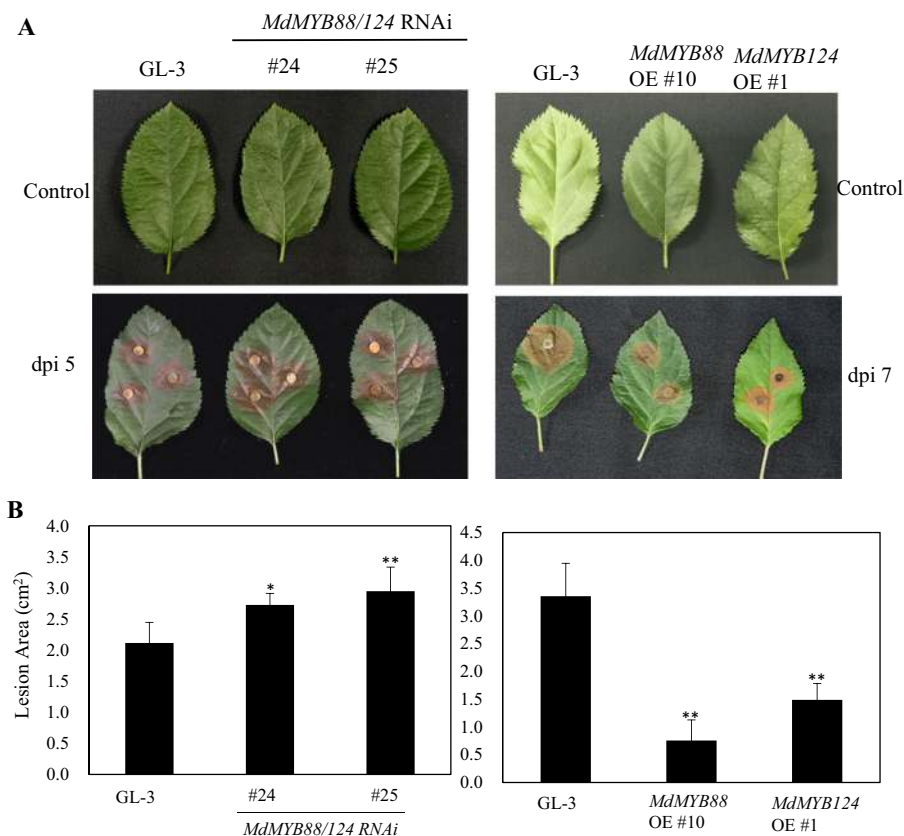 A
MdMYB88/124 RNAi
GL-3 #24 #25
GL-3 MdMYB88 OE #10 MdMYB124 OE #1
Control
Control
dpi 5
dpi 7
B
Lesion Area (cm²)
4.0
3.5
3.0
2.5
2.0
1.5
1.0
0.5
0.0
* **
GL-3 #24 #25
MdMYB88/124 RNAi
4.5
4.0
3.5
3.0
2.5
2.0
1.5
1.0
0.5
0.0
** **
GL-3 MdMYB88 OE #10 MdMYB124 OE #1